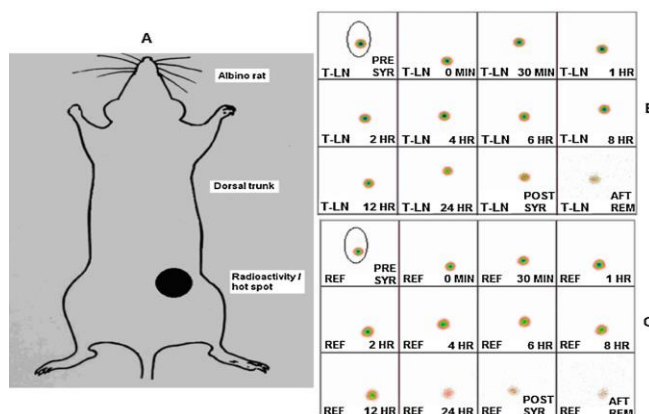 A
Albino rat
Dorsal trunk
Radioactivity /
hot spot
B
T-LN PRE
SYR
T-LN 0 MIN
T-LN 30 MIN
T-LN 1 HR
T-LN 2 HR
T-LN 4 HR
T-LN 6 HR
T-LN 8 HR
T-LN 12 HR
T-LN 24 HR
T-LN POST
SYR
T-LN AFT
REM
REF PRE
SYR
REF 0 MIN
REF 30 MIN
REF 1 HR
C
REF 2 HR
REF 4 HR
REF 6 HR
REF 8 HR
REF 12 HR
REF 24 HR
REF POST
SYR
REF AFT
REM